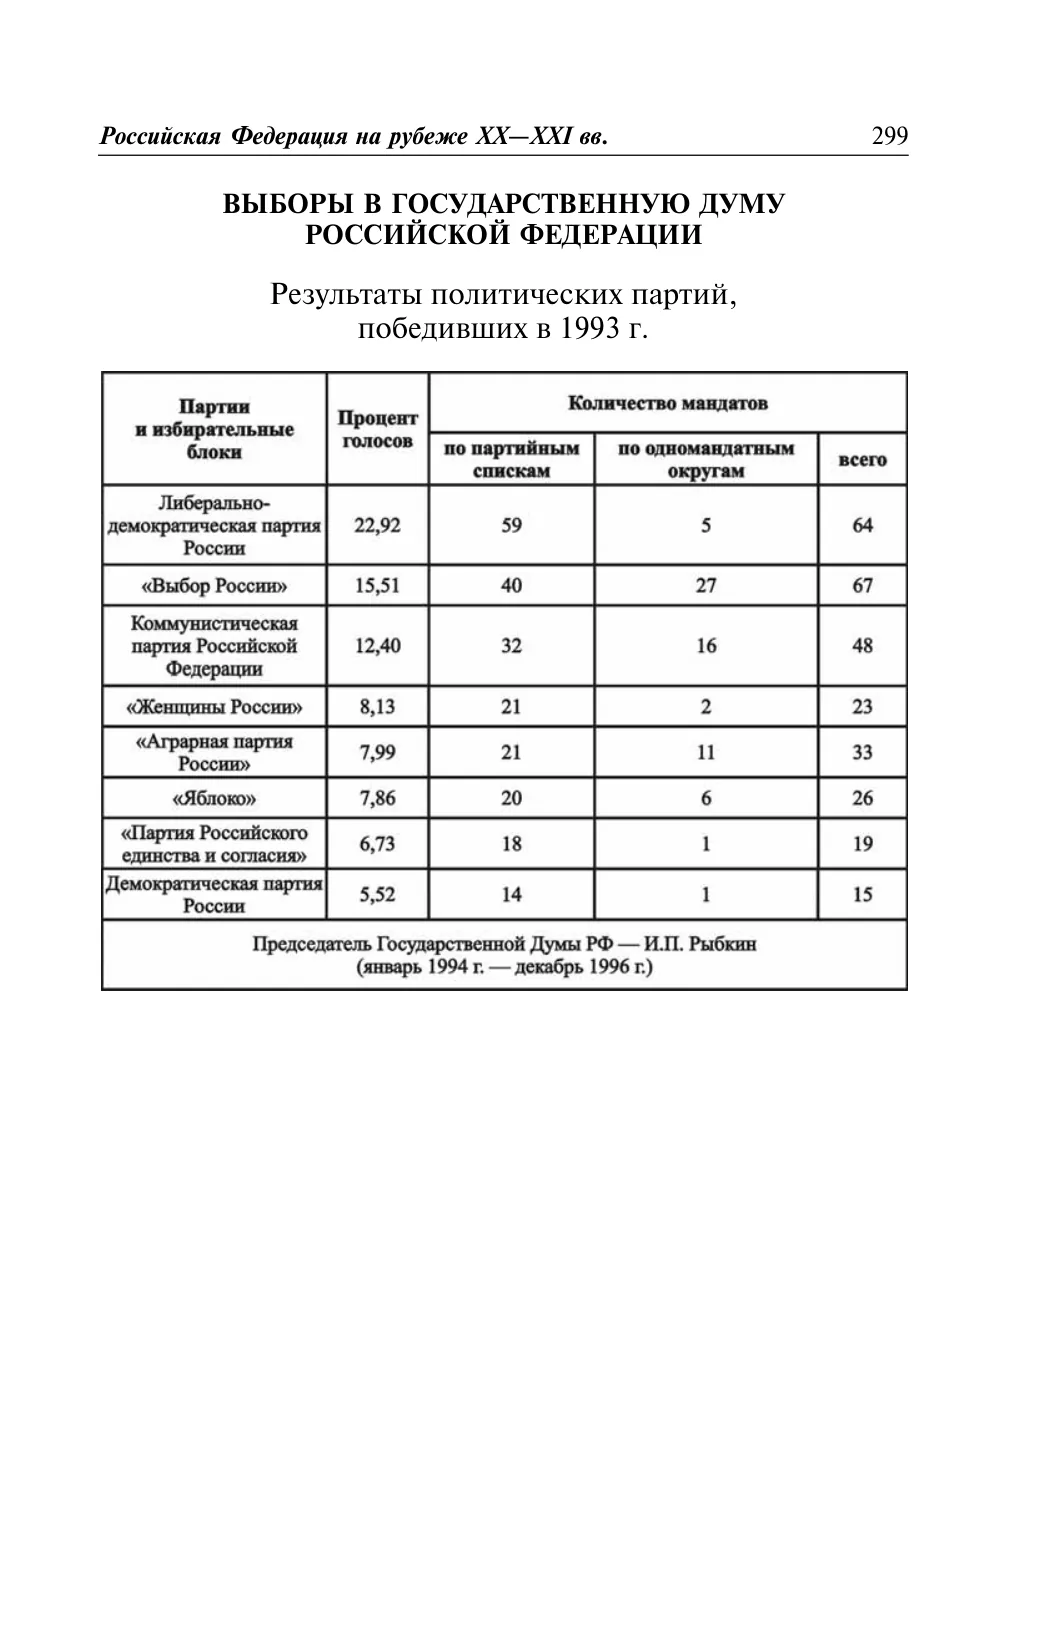 Российская Федерация на рубеже XX—XXI вв.
299
ВЫБОРЫ В ГОСУДАРСТВЕННУЮ ДУМУ
РОССИЙСКОЙ ФЕДЕРАЦИИ
Результаты политических партий,
победивших в 1993 г.
Партии
и избирательные
блоки
Процент
голосов
Количество мандатов
по партийным
спискам
по одномандатным
округам
всего
Либерально-
демократическая партия
России
22,92
59
5
64
«Выбор России»
15,51
40
27
67
Коммунистическая
партия Российской
Федерации
12,40
32
16
48
«Женщины России»
8,13
21
2
23
«Аграрная партия
России»
7,99
21
11
33
«Яблоко»
7,86
20
6
26
«Партия Российского
единства и согласия»
6,73
18
1
19
Демократическая партия
России
5,52
14
1
15
Председатель Государственной Думы РФ — И.П. Рыбкин
(январь 1994 г. — декабрь 1996 г.)